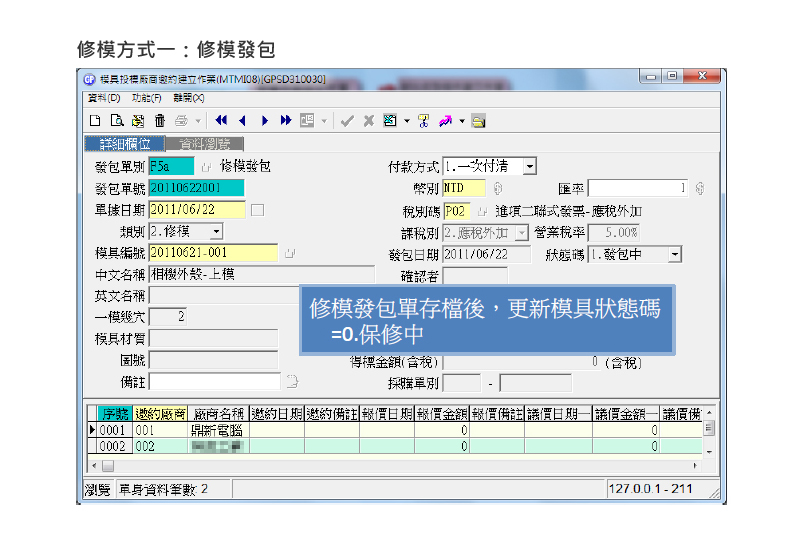 修模方式一：修模發包
模具投標廠商邀約建立作業(MTMI08)[GPSD310030]
資料(D) 功能(F) 離開(X)
詳細欄位 資料瀏覽
發包單別 F5a 修模發包 付款方式 1.一次付清
發包單號 20110622001 幣別 NTD 匯率 1
單據日期 2011/06/22 稅別碼 P02 進項二聯式發票-應稅外加
類別 2.修模 課稅別 2.應稅外加 營業稅率 5.00%
模具編號 20110621-001 發包日期 2011/06/22 狀態碼 1.發包中
中文名稱 相機外殼-上模 確認者
英文名稱
修模發包單存檔後，更新模具狀態碼
=0.保修中
一模幾穴 2
模具材質
圖號 得標金額(含稅) 0 (含稅)
備註 採購單別 -
序號 邀約廠商 廠商名稱 邀約日期 邀約備註 報價日期 報價金額 報價備註 議價日期一 議價金額一 議價備
0001 001 鼎新電腦 0 0
0002 002 0 0
瀏覽 單身資料筆數: 2 127.0.0.1 - 211